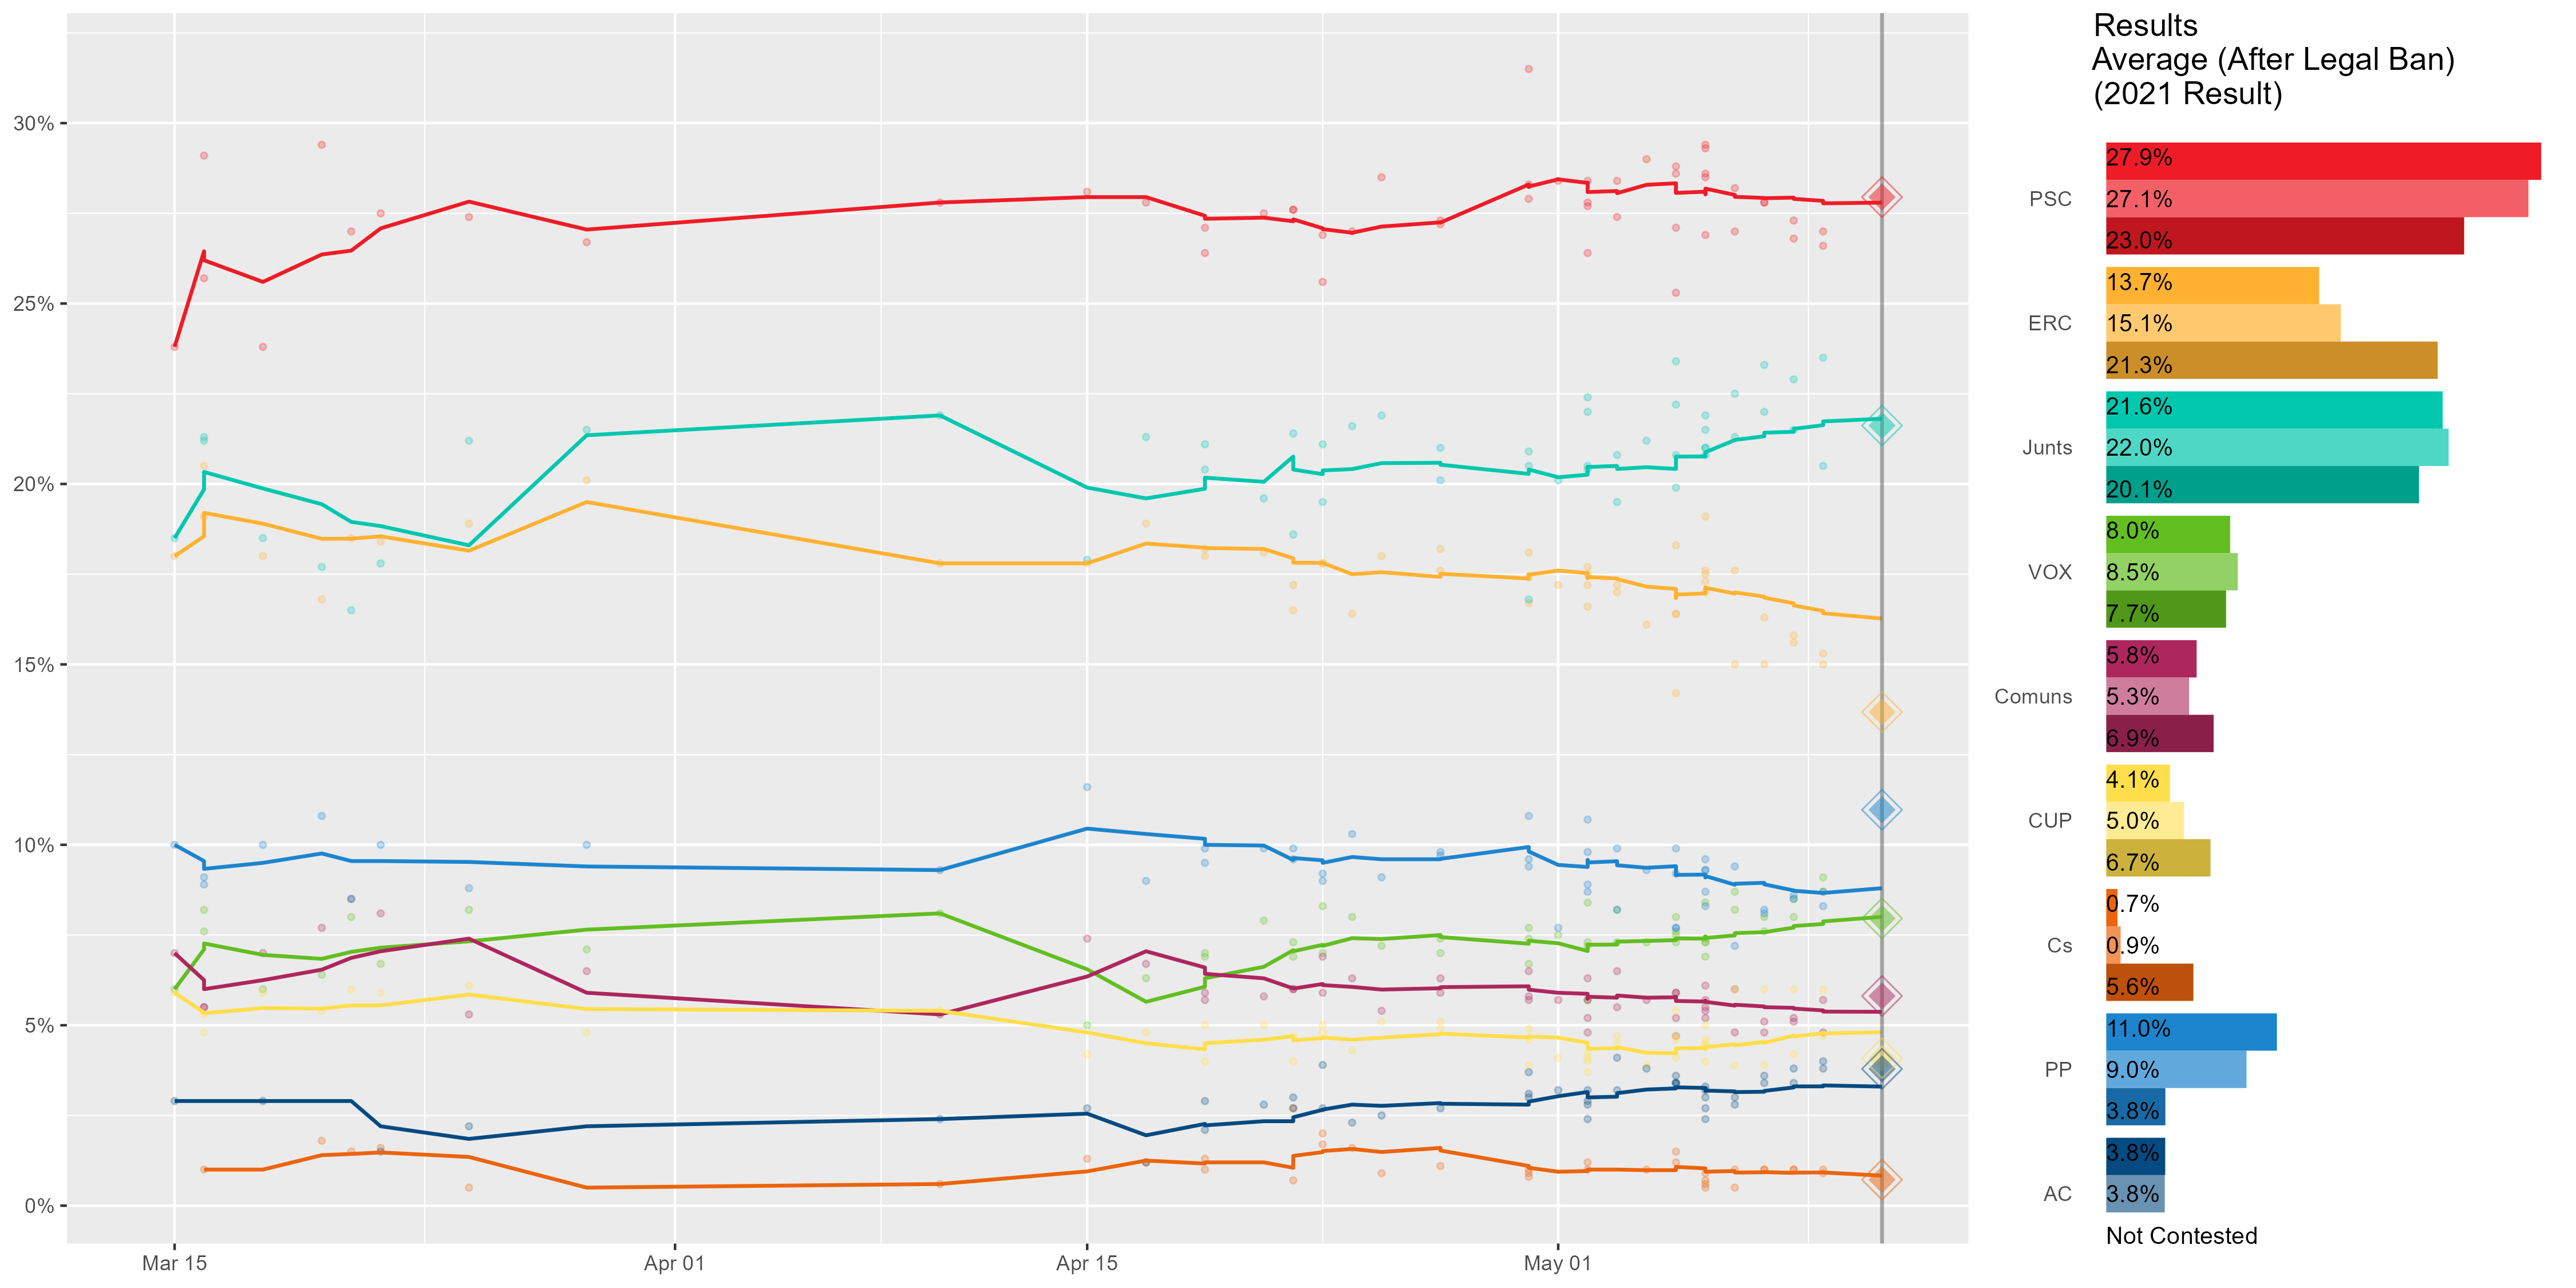 Results
Average (After Legal Ban)
(2021 Result)
30%
25%
20%
15%
10%
5%
0%
Mar 15
Apr 01
Apr 15
May 01
PSC
27.9%
27.1%
23.0%
ERC
13.7%
15.1%
21.3%
Junts
21.6%
22.0%
20.1%
VOX
8.0%
8.5%
7.7%
Comuns
5.8%
5.3%
6.9%
CUP
4.1%
5.0%
6.7%
Cs
0.7%
0.9%
5.6%
PP
11.0%
9.0%
3.8%
AC
3.8%
3.8%
Not Contested